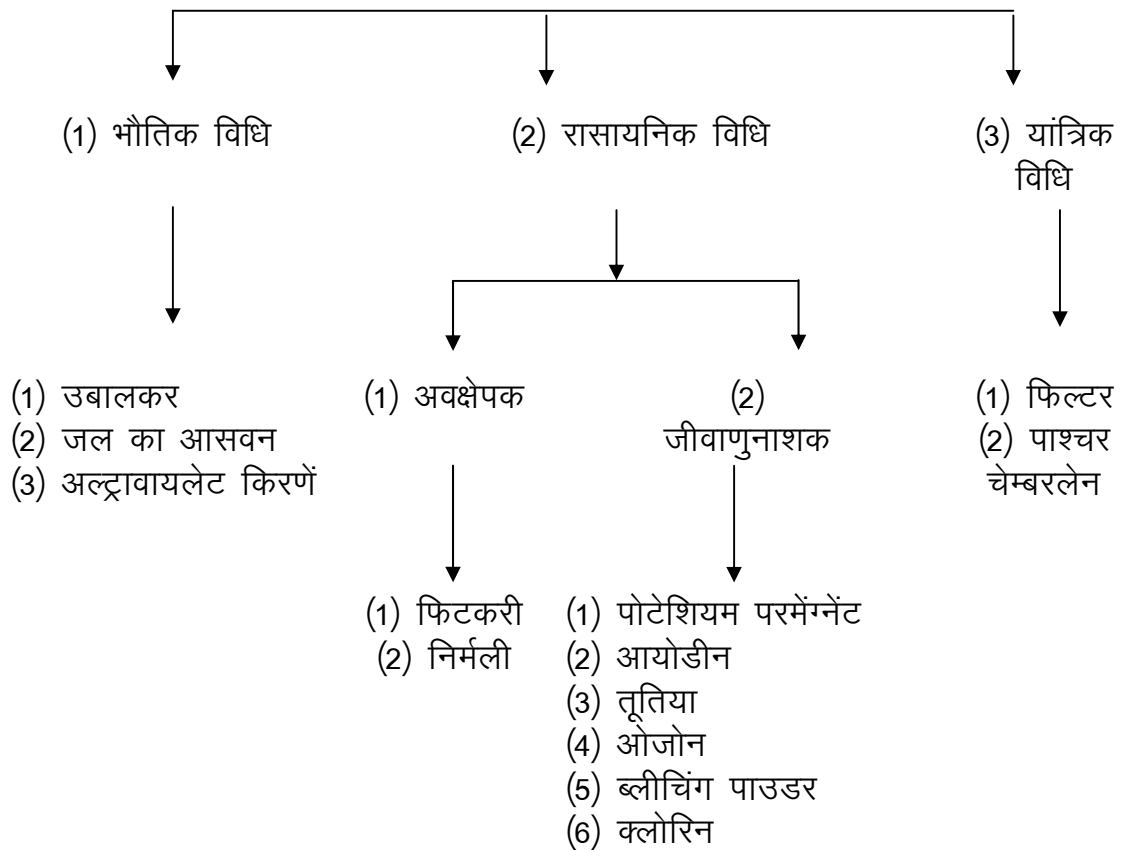 (1) भौतिक विधि
(2) रासायनिक विधि
(3) यांत्रिक
विधि
(1) उबालकर
(2) जल का आसवन
(3) अल्ट्रावायलेट किरणें
(1) अवक्षेपक
(2)
जीवाणुनाशक
(1) फिल्टर
(2) पाश्चर
चेम्बरलेन
(1) फिटकरी
(2) निर्मली
(1) पोटेशियम परमेंग्नेंट
(2) आयोडीन
(3) तूतिया
(4) ओजोन
(5) ब्लीचिंग पाउडर
(6) क्लोरिन